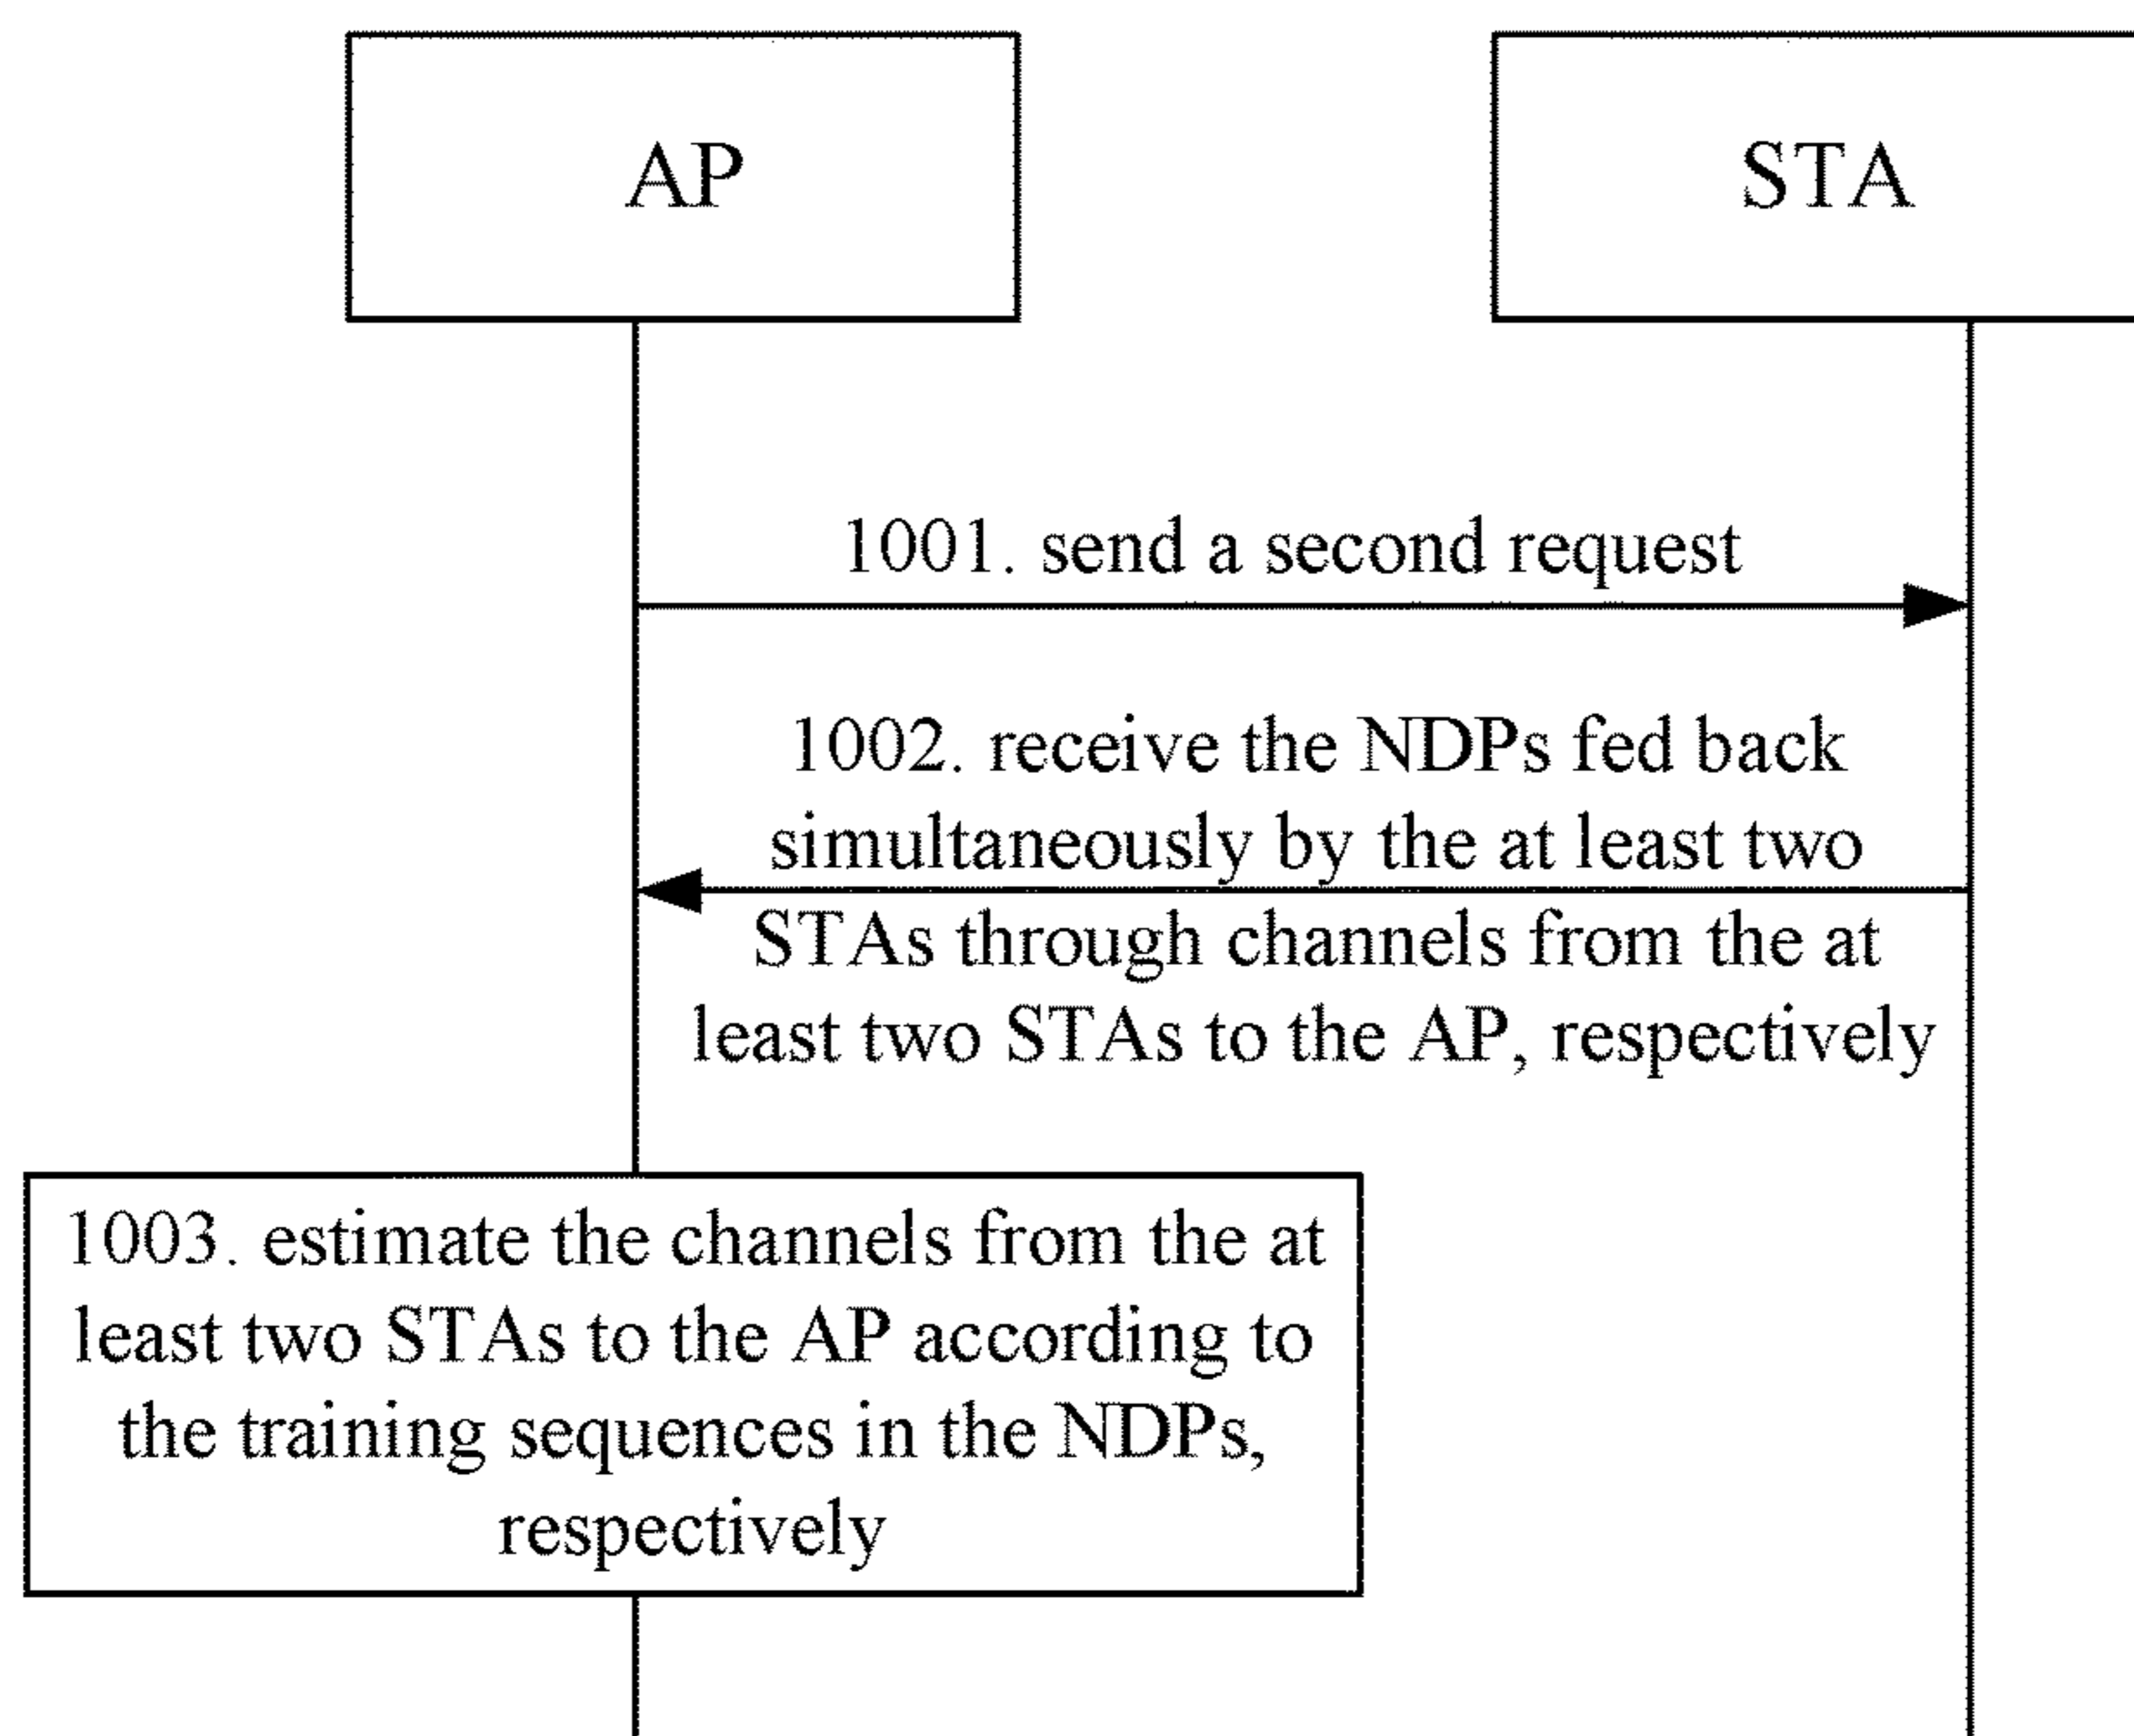 AP
STA
1001. send a second request
1002. receive the NDPs fed back
simultaneously by the at least two
STAs through channels from the at
least two STAs to the AP, respectively
1003. estimate the channels from the at
least two STAs to the AP according to
the training sequences in the NDPs,
respectively